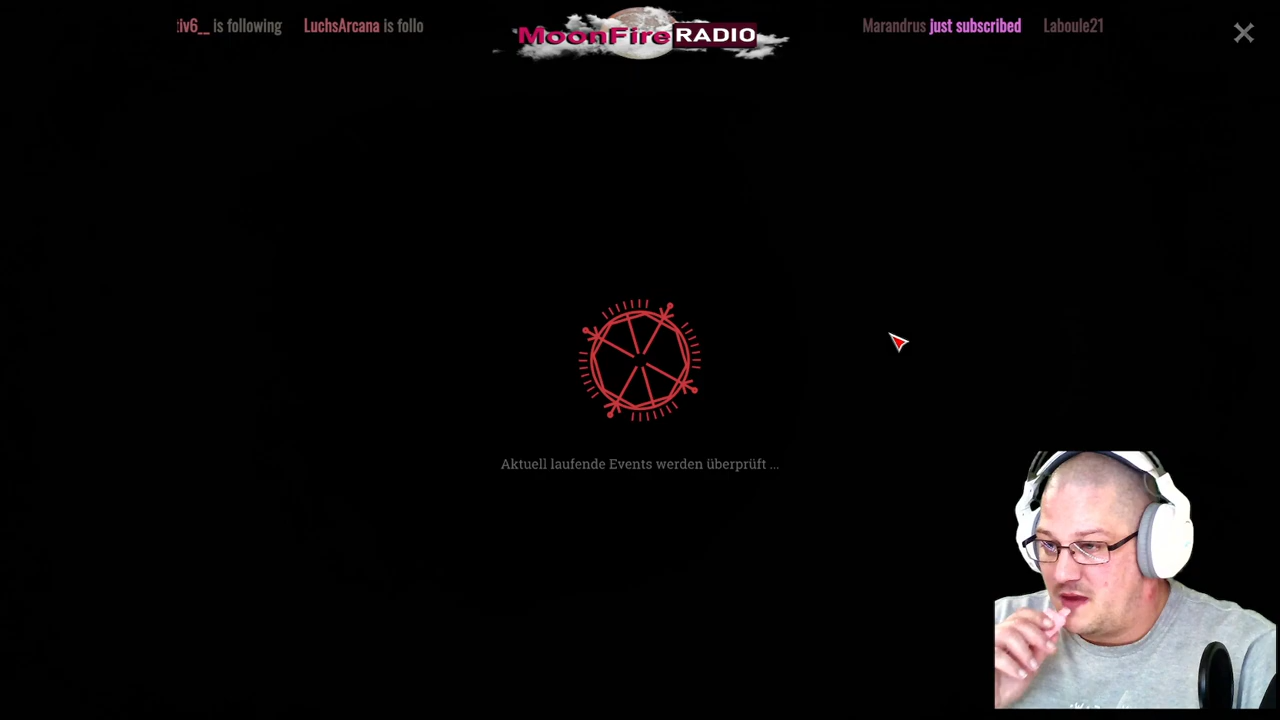 :iv6__ is following LuchsArcana is follo
MoonFire RADIO
Marandrus just subscribed Laboule21
Aktuell laufende Events werden überprüft ...